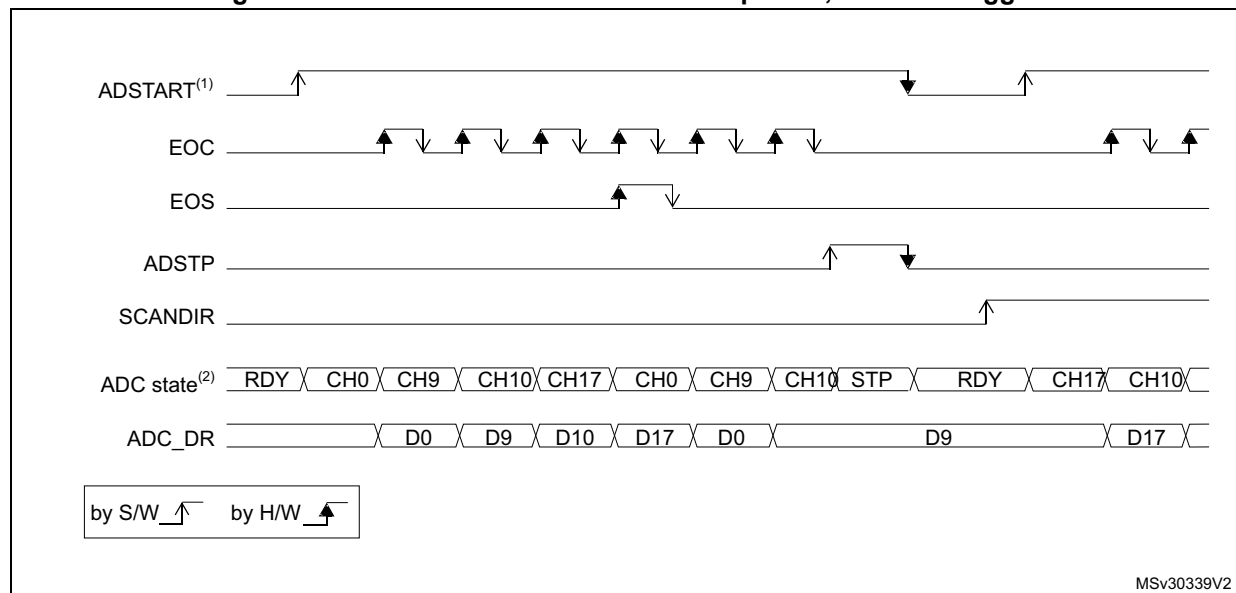 ADSTART(1)
EOC
EOS
ADSTP
SCANDIR
ADC state(2) RDY CH0 CH9 CH10 CH17 CH0 CH9 CH10 STP RDY CH17 CH10
ADC_DR D0 D9 D10 D17 D0 D9 D17
by S/W by H/W
MSv30339V2